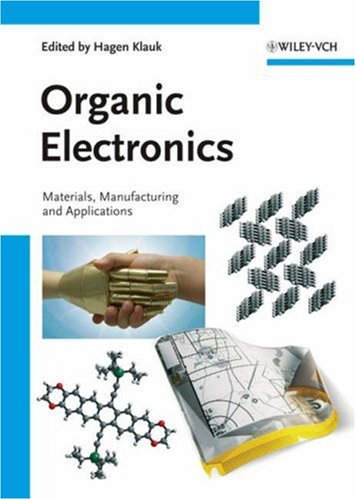 Edited by Hagen Klauk
WILEY-VCH
Organic
Electronics
Materials, Manufacturing
and Applications